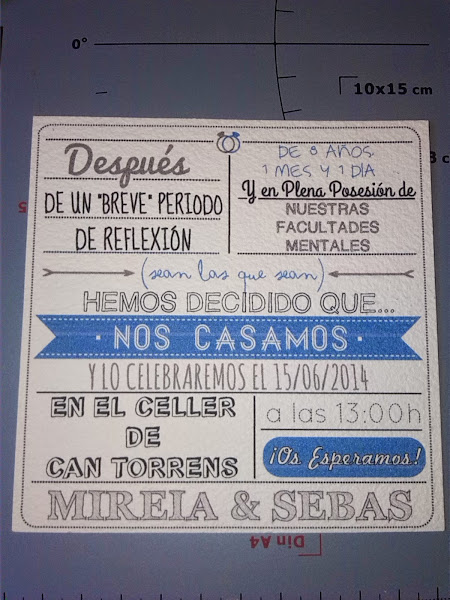 0°
10x15 cm
Después
DE UN "BREVE" PERIODO
DE REFLEXIÓN
DE 8 AÑOS,
1 MES Y 1 DÍA
Y en Plena Posesión de
NUESTRAS
FACULTADES
MENTALES
(sean las que sean)
HEMOS DECIDIDO QUE...
· NOS CASAMOS ·
Y LO CELEBRAREMOS EL 15/06/2014
EN EL CELLER
DE
CAN TORRENS
a las 13:00h
¡Os Esperamos!
MIREIA & SEBAS
Din A4